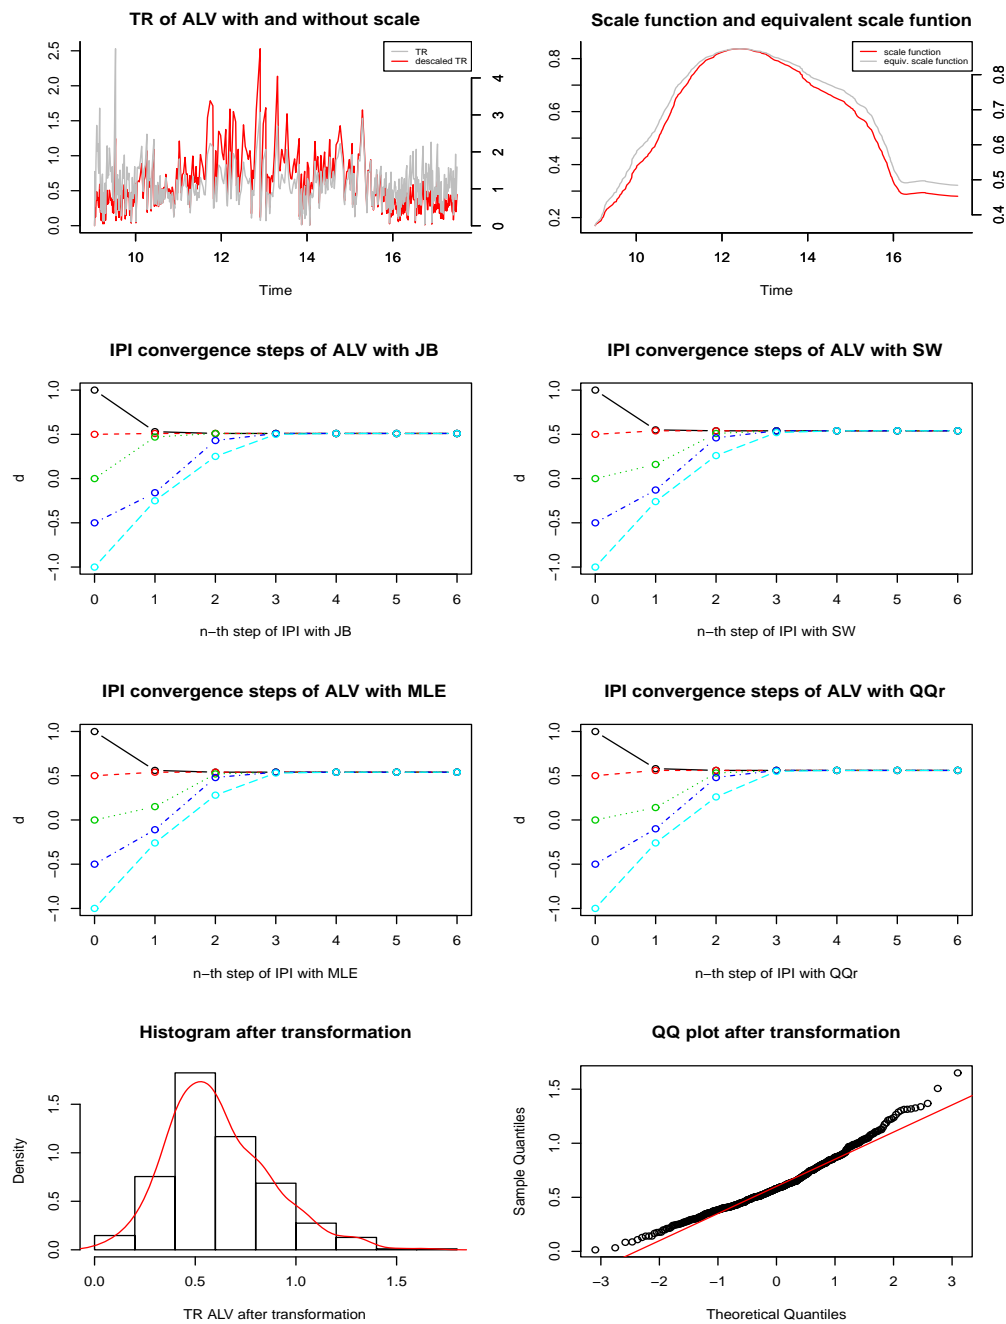 TR of ALV with and without scale
TR
descaled TR
0.0 0.5 1.0 1.5 2.0 2.5
0 1 2 3 4
10 12 14 16
Time
Scale function and equivalent scale funtion
scale function
equiv. scale function
0.2 0.4 0.6 0.8
0.4 0.5 0.6 0.7 0.8
10 12 14 16
Time
IPI convergence steps of ALV with JB
d
−1.0 −0.5 0.0 0.5 1.0
0 1 2 3 4 5 6
n−th step of IPI with JB
IPI convergence steps of ALV with SW
d
−1.0 −0.5 0.0 0.5 1.0
0 1 2 3 4 5 6
n−th step of IPI with SW
IPI convergence steps of ALV with MLE
d
−1.0 −0.5 0.0 0.5 1.0
0 1 2 3 4 5 6
n−th step of IPI with MLE
IPI convergence steps of ALV with QQr
d
−1.0 −0.5 0.0 0.5 1.0
0 1 2 3 4 5 6
n−th step of IPI with QQr
Histogram after transformation
Density
0.0 0.5 1.0 1.5
0.0 0.5 1.0 1.5
TR ALV after transformation
QQ plot after transformation
Sample Quantiles
0.0 0.5 1.0 1.5
−3 −2 −1 0 1 2 3
Theoretical Quantiles